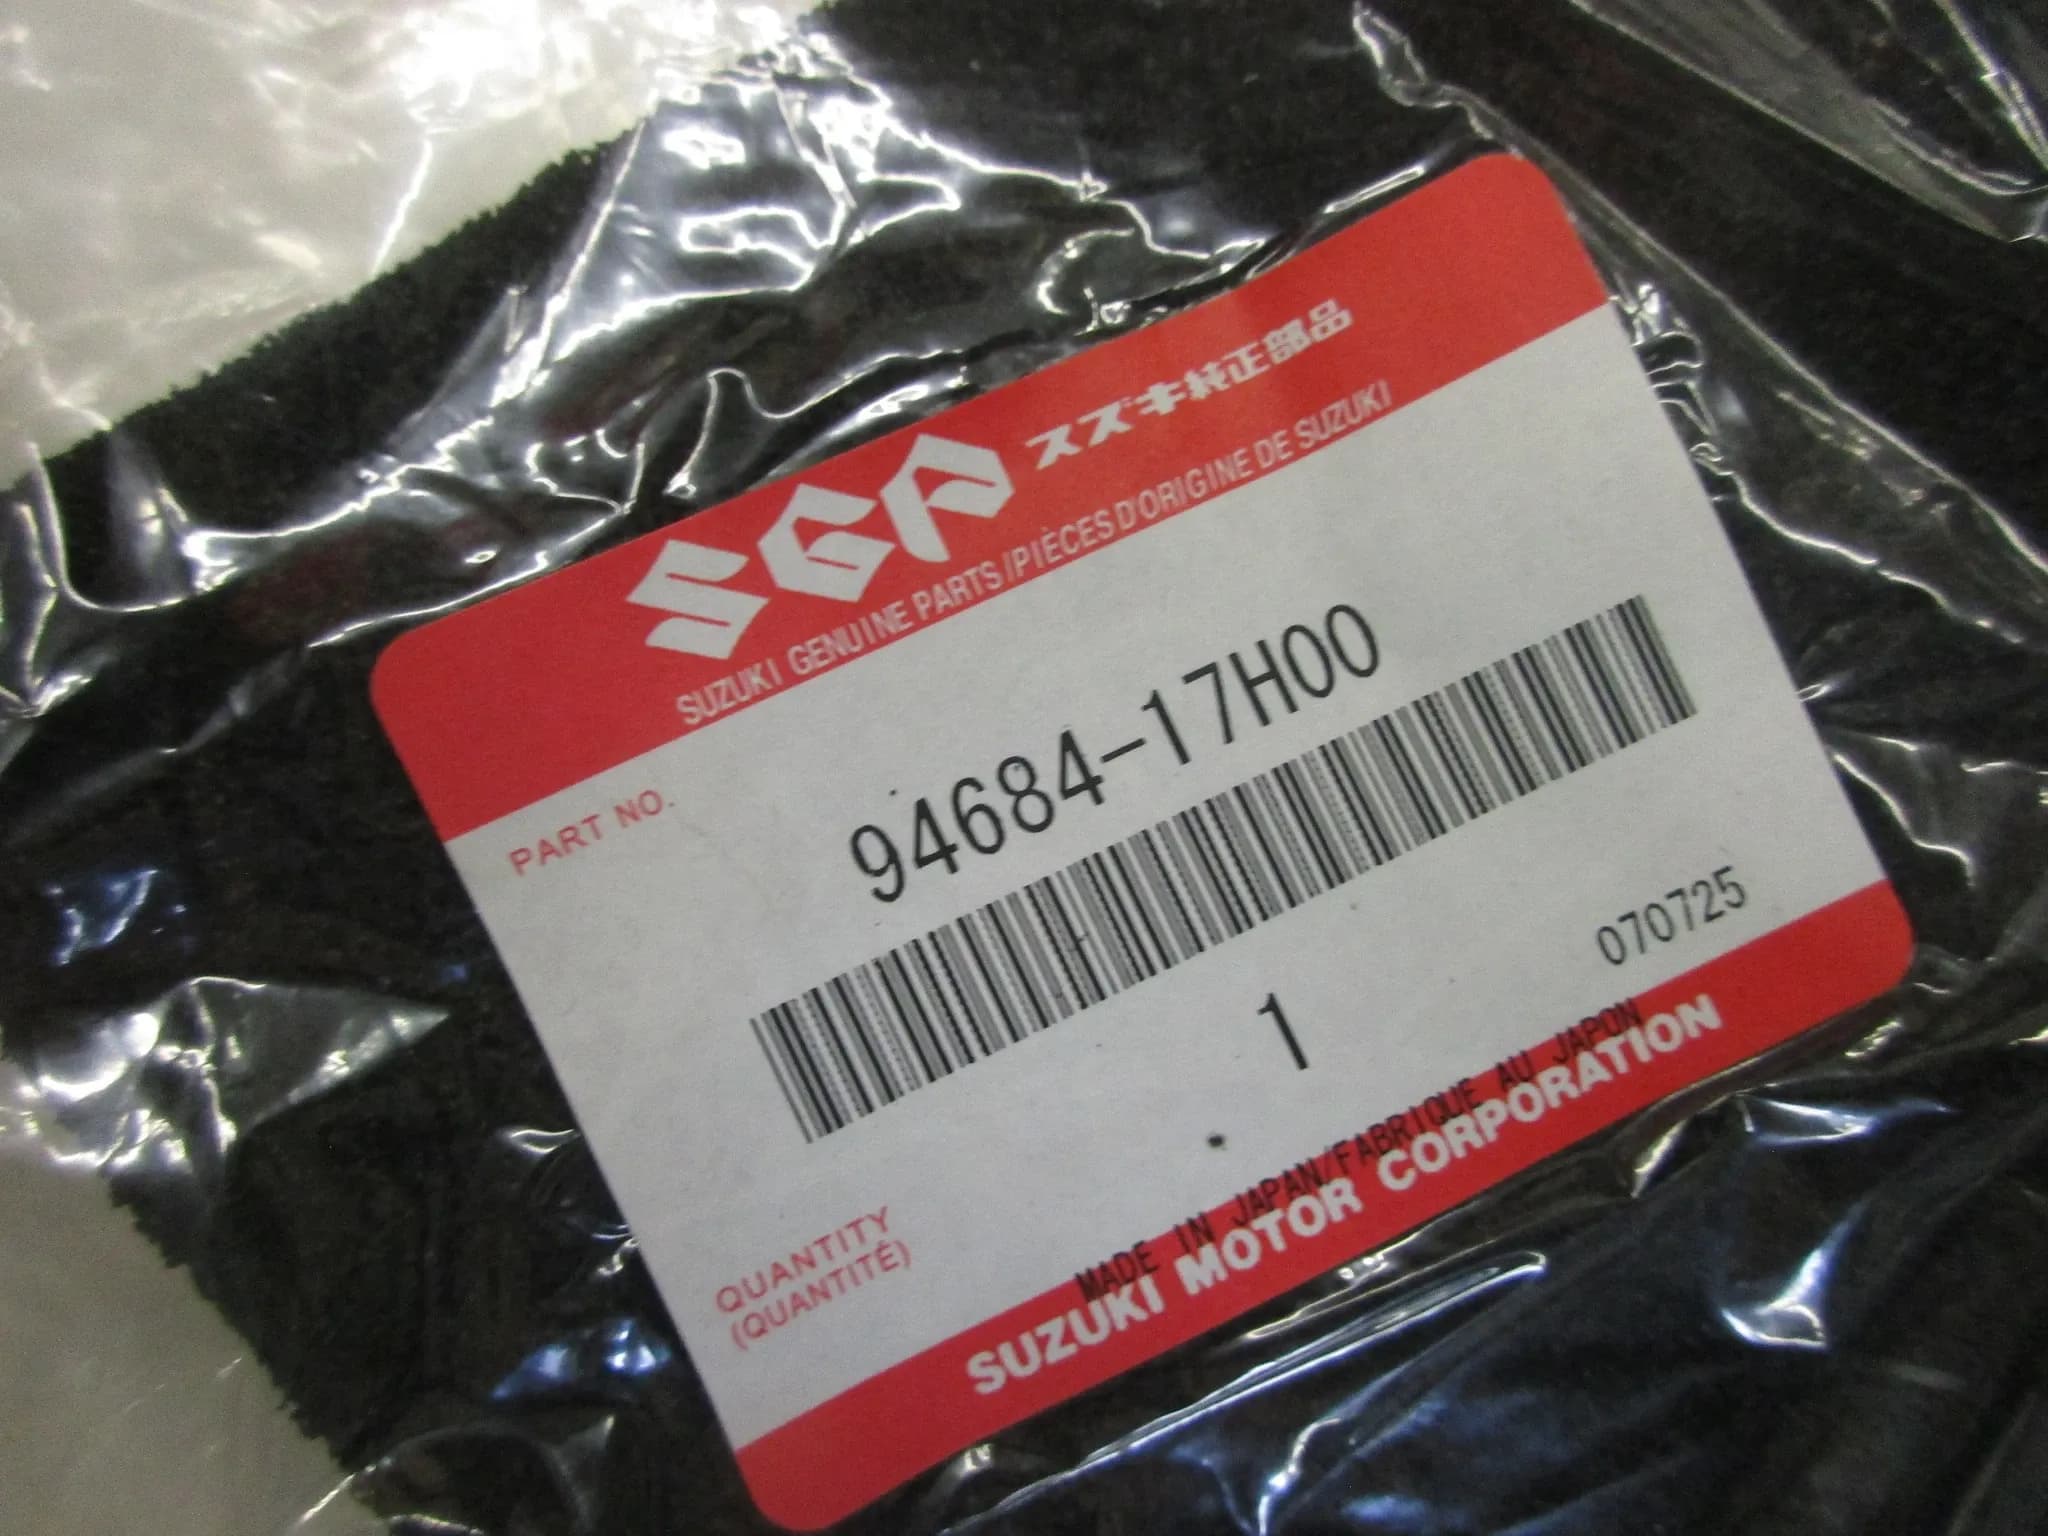 SGP スズキ純正部品
SUZUKI GENUINE PARTS/PIÈCES D'ORIGINE DE SUZUKI
PART NO.
94684-17H00
070725
1
QUANTITY
(QUANTITÉ)
MADE IN JAPAN/FABRIQUE AU JAPON
SUZUKI MOTOR CORPORATION